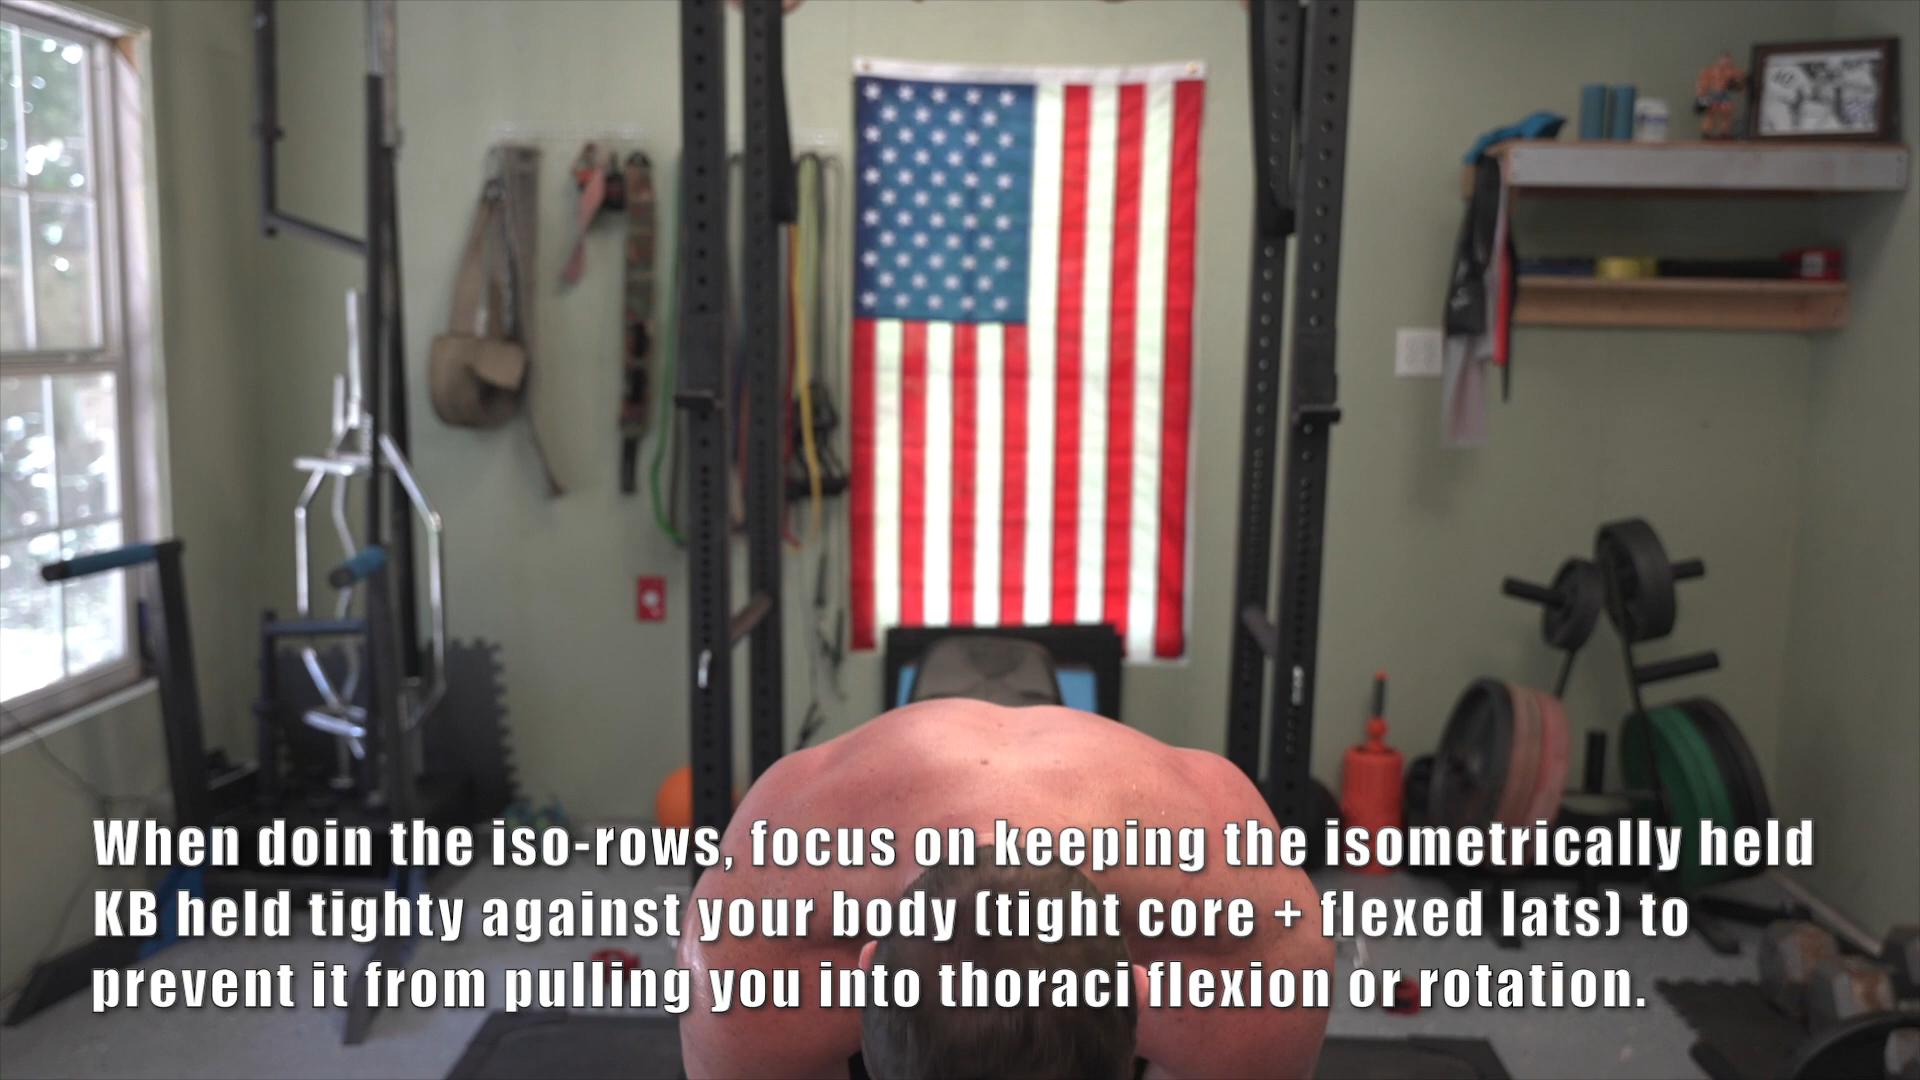 When doin the iso-rows, focus on keeping the isometrically held
KB held tighty against your body (tight core + flexed lats) to
prevent it from pulling you into thoraci flexion or rotation.